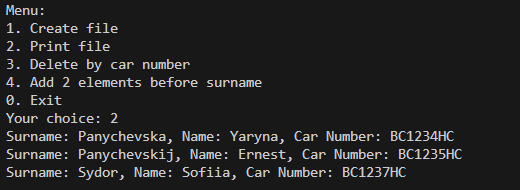 Menu:
1. Create file
2. Print file
3. Delete by car number
4. Add 2 elements before surname
0. Exit
Your choice: 2
Surname: Panychevska, Name: Yaryna, Car Number: BC1234HC
Surname: Panychevskij, Name: Ernest, Car Number: BC1235HC
Surname: Sydor, Name: Sofiia, Car Number: BC1237HC